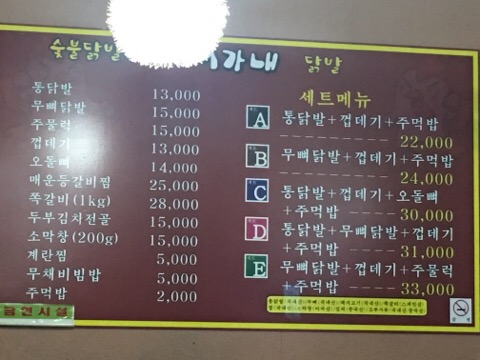 숯불닭발 가내 닭발
통닭발 13,000
무뼈닭발 15,000
주물럭 15,000
껍데기 13,000
오돌뼈 14,000
매운등갈비찜 25,000
쪽갈비(1kg) 28,000
두부김치전골 15,000
소막창(200g) 15,000
계란찜 5,000
무채비빔밥 5,000
주먹밥 2,000
금연시설
세트메뉴
A 통닭발+껍데기+주먹밥
22,000
B 무뼈닭발+껍데기+주먹밥
24,000
C 통닭발+껍데기+오돌뼈
+주먹밥 30,000
D 통닭발+무뼈닭발+껍데기
+주먹밥 31,000
E 무뼈닭발+껍데기+주물럭
+주먹밥 33,000